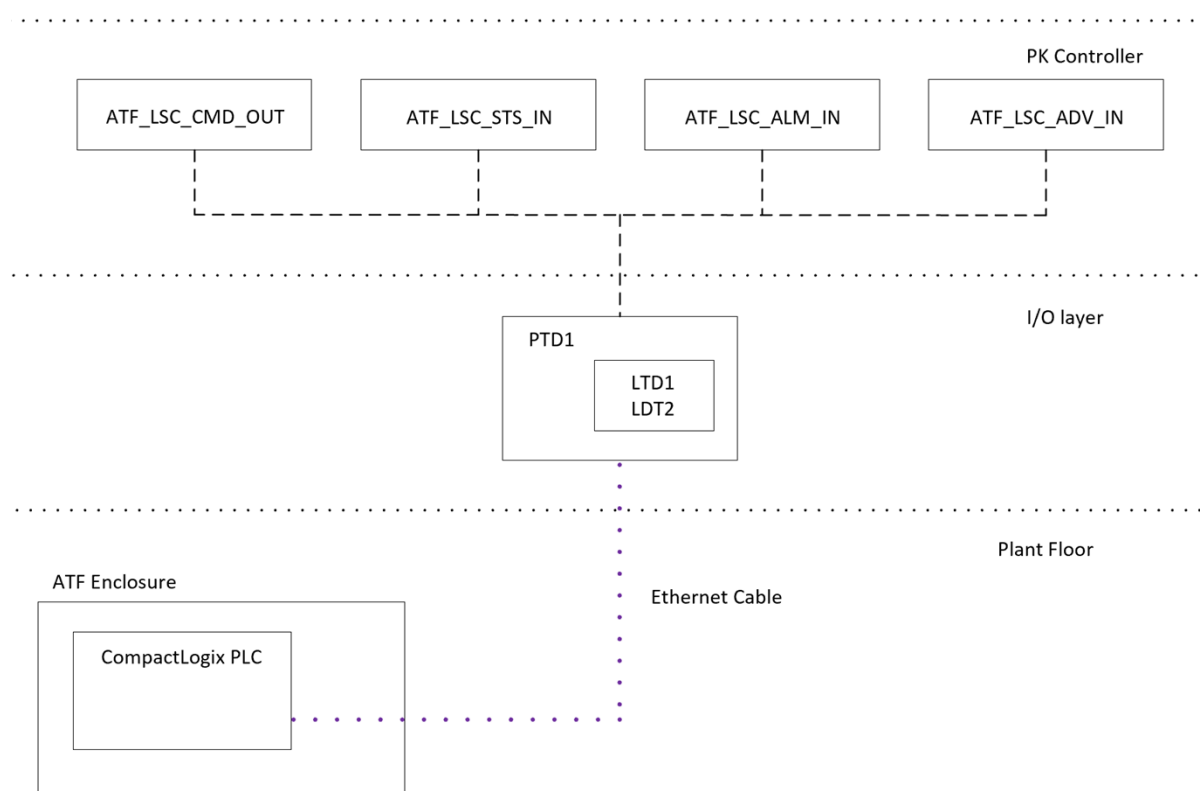 PK Controller
ATF_LSC_CMD_OUT
ATF_LSC_STS_IN
ATF_LSC_ALM_IN
ATF_LSC_ADV_IN
I/O layer
PTD1
LTD1
LDT2
Plant Floor
ATF Enclosure
Ethernet Cable
CompactLogix PLC